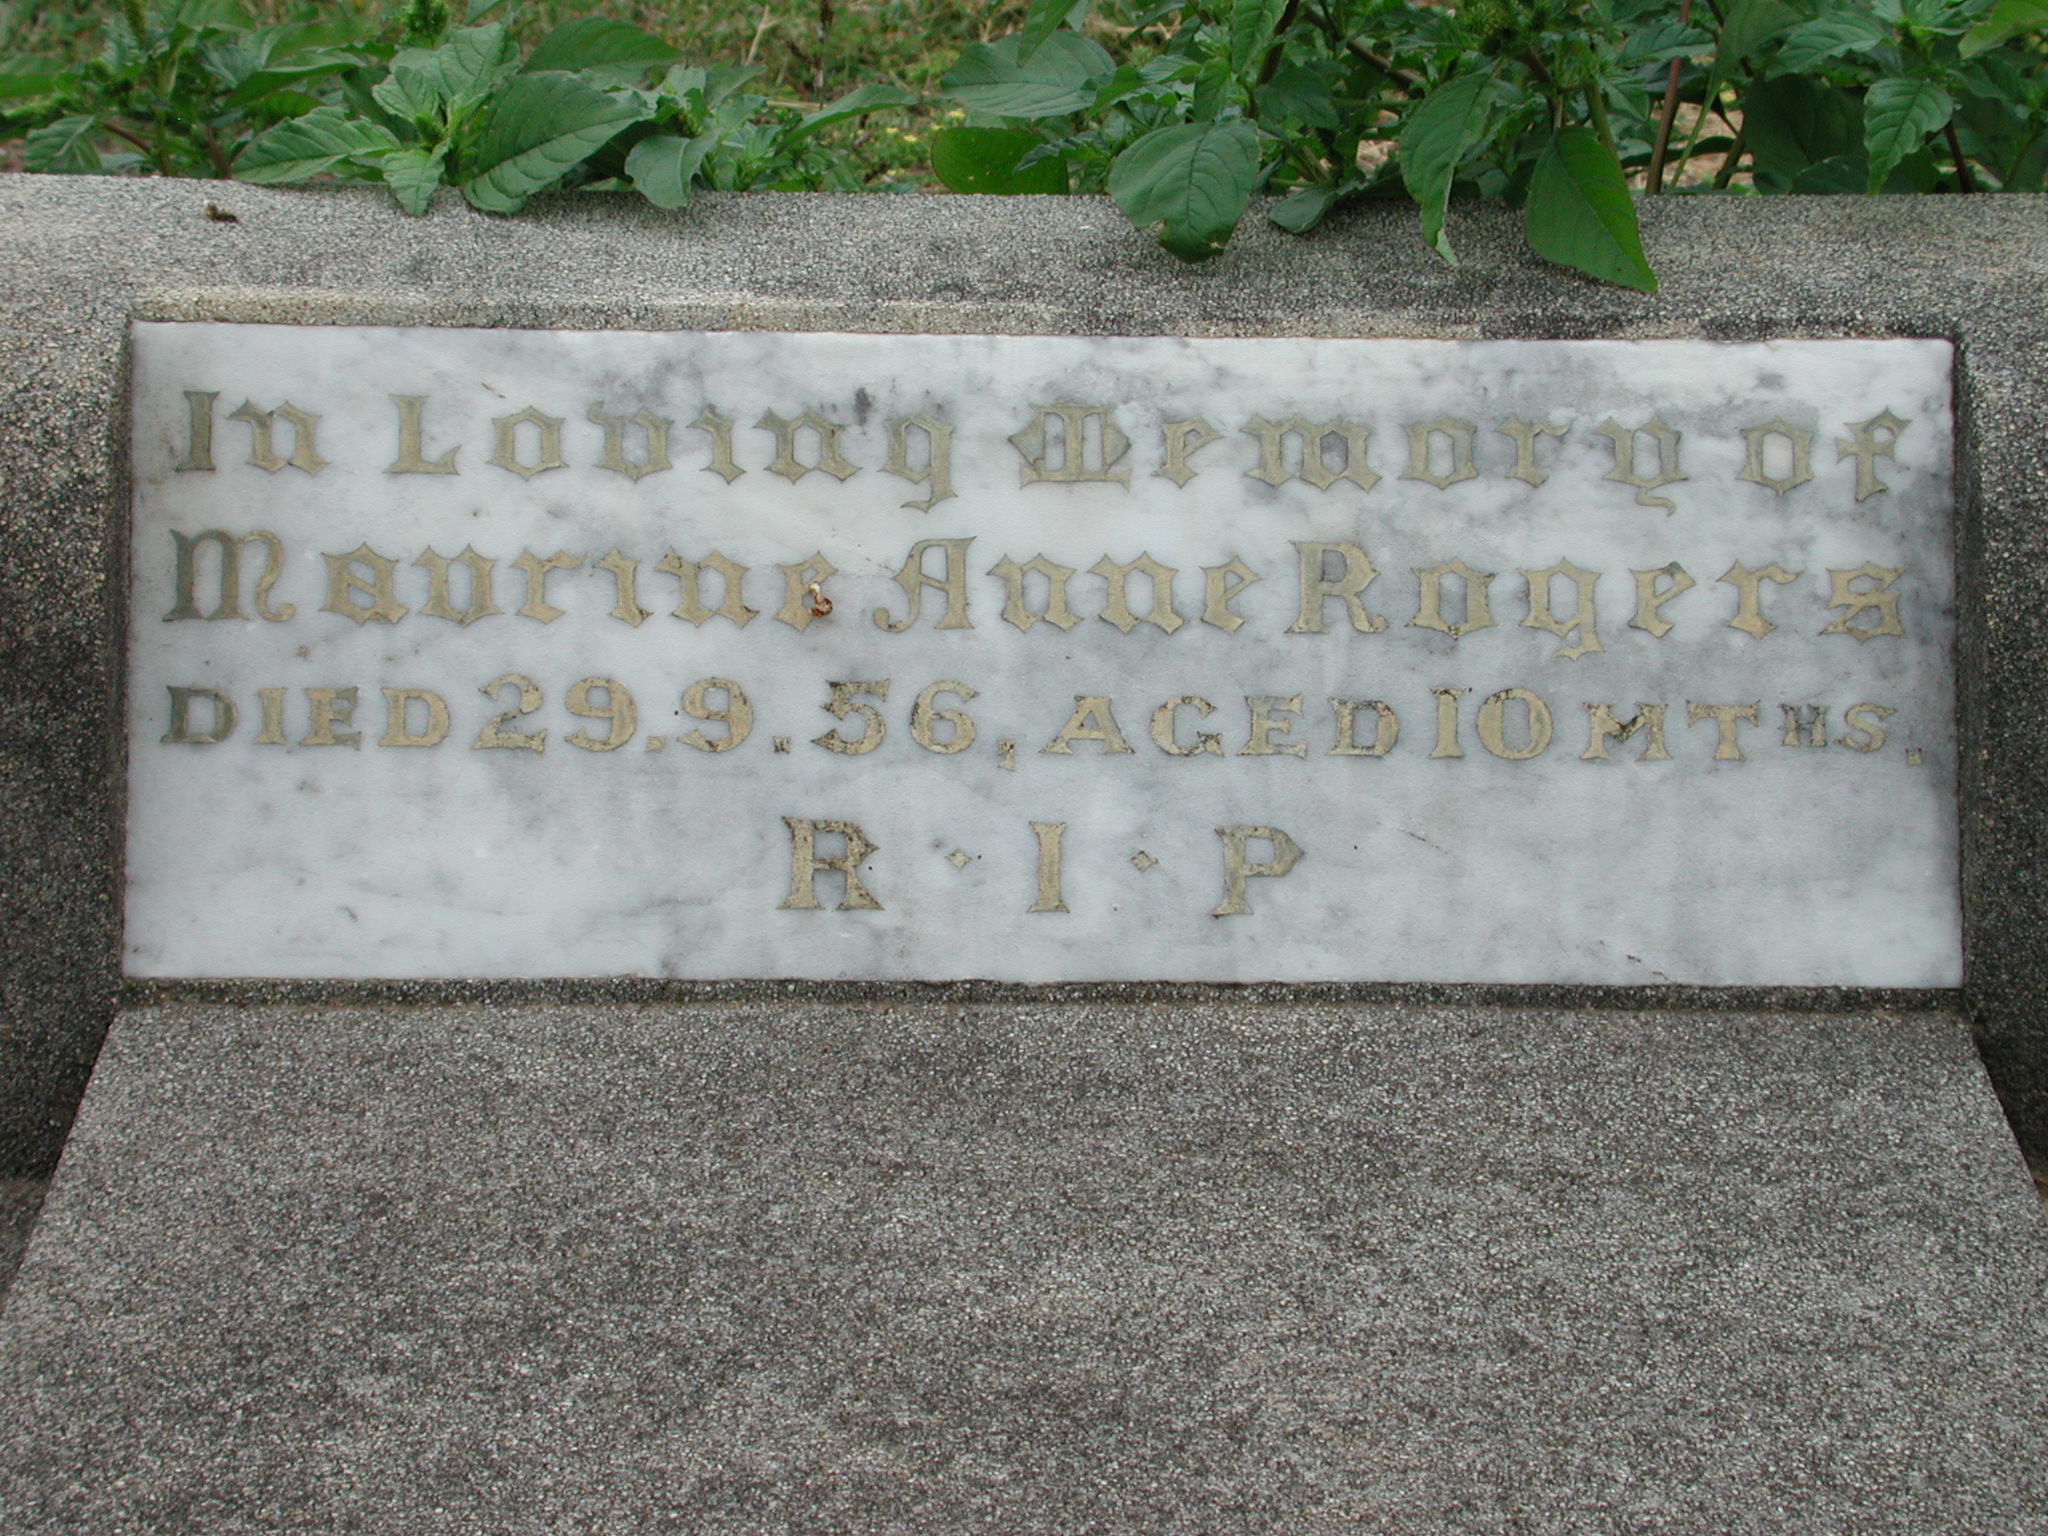 In Loving Memory of
Maurine Anne Rogers
DIED 29.9.56, AGED 10 MTHS.
R·I·P